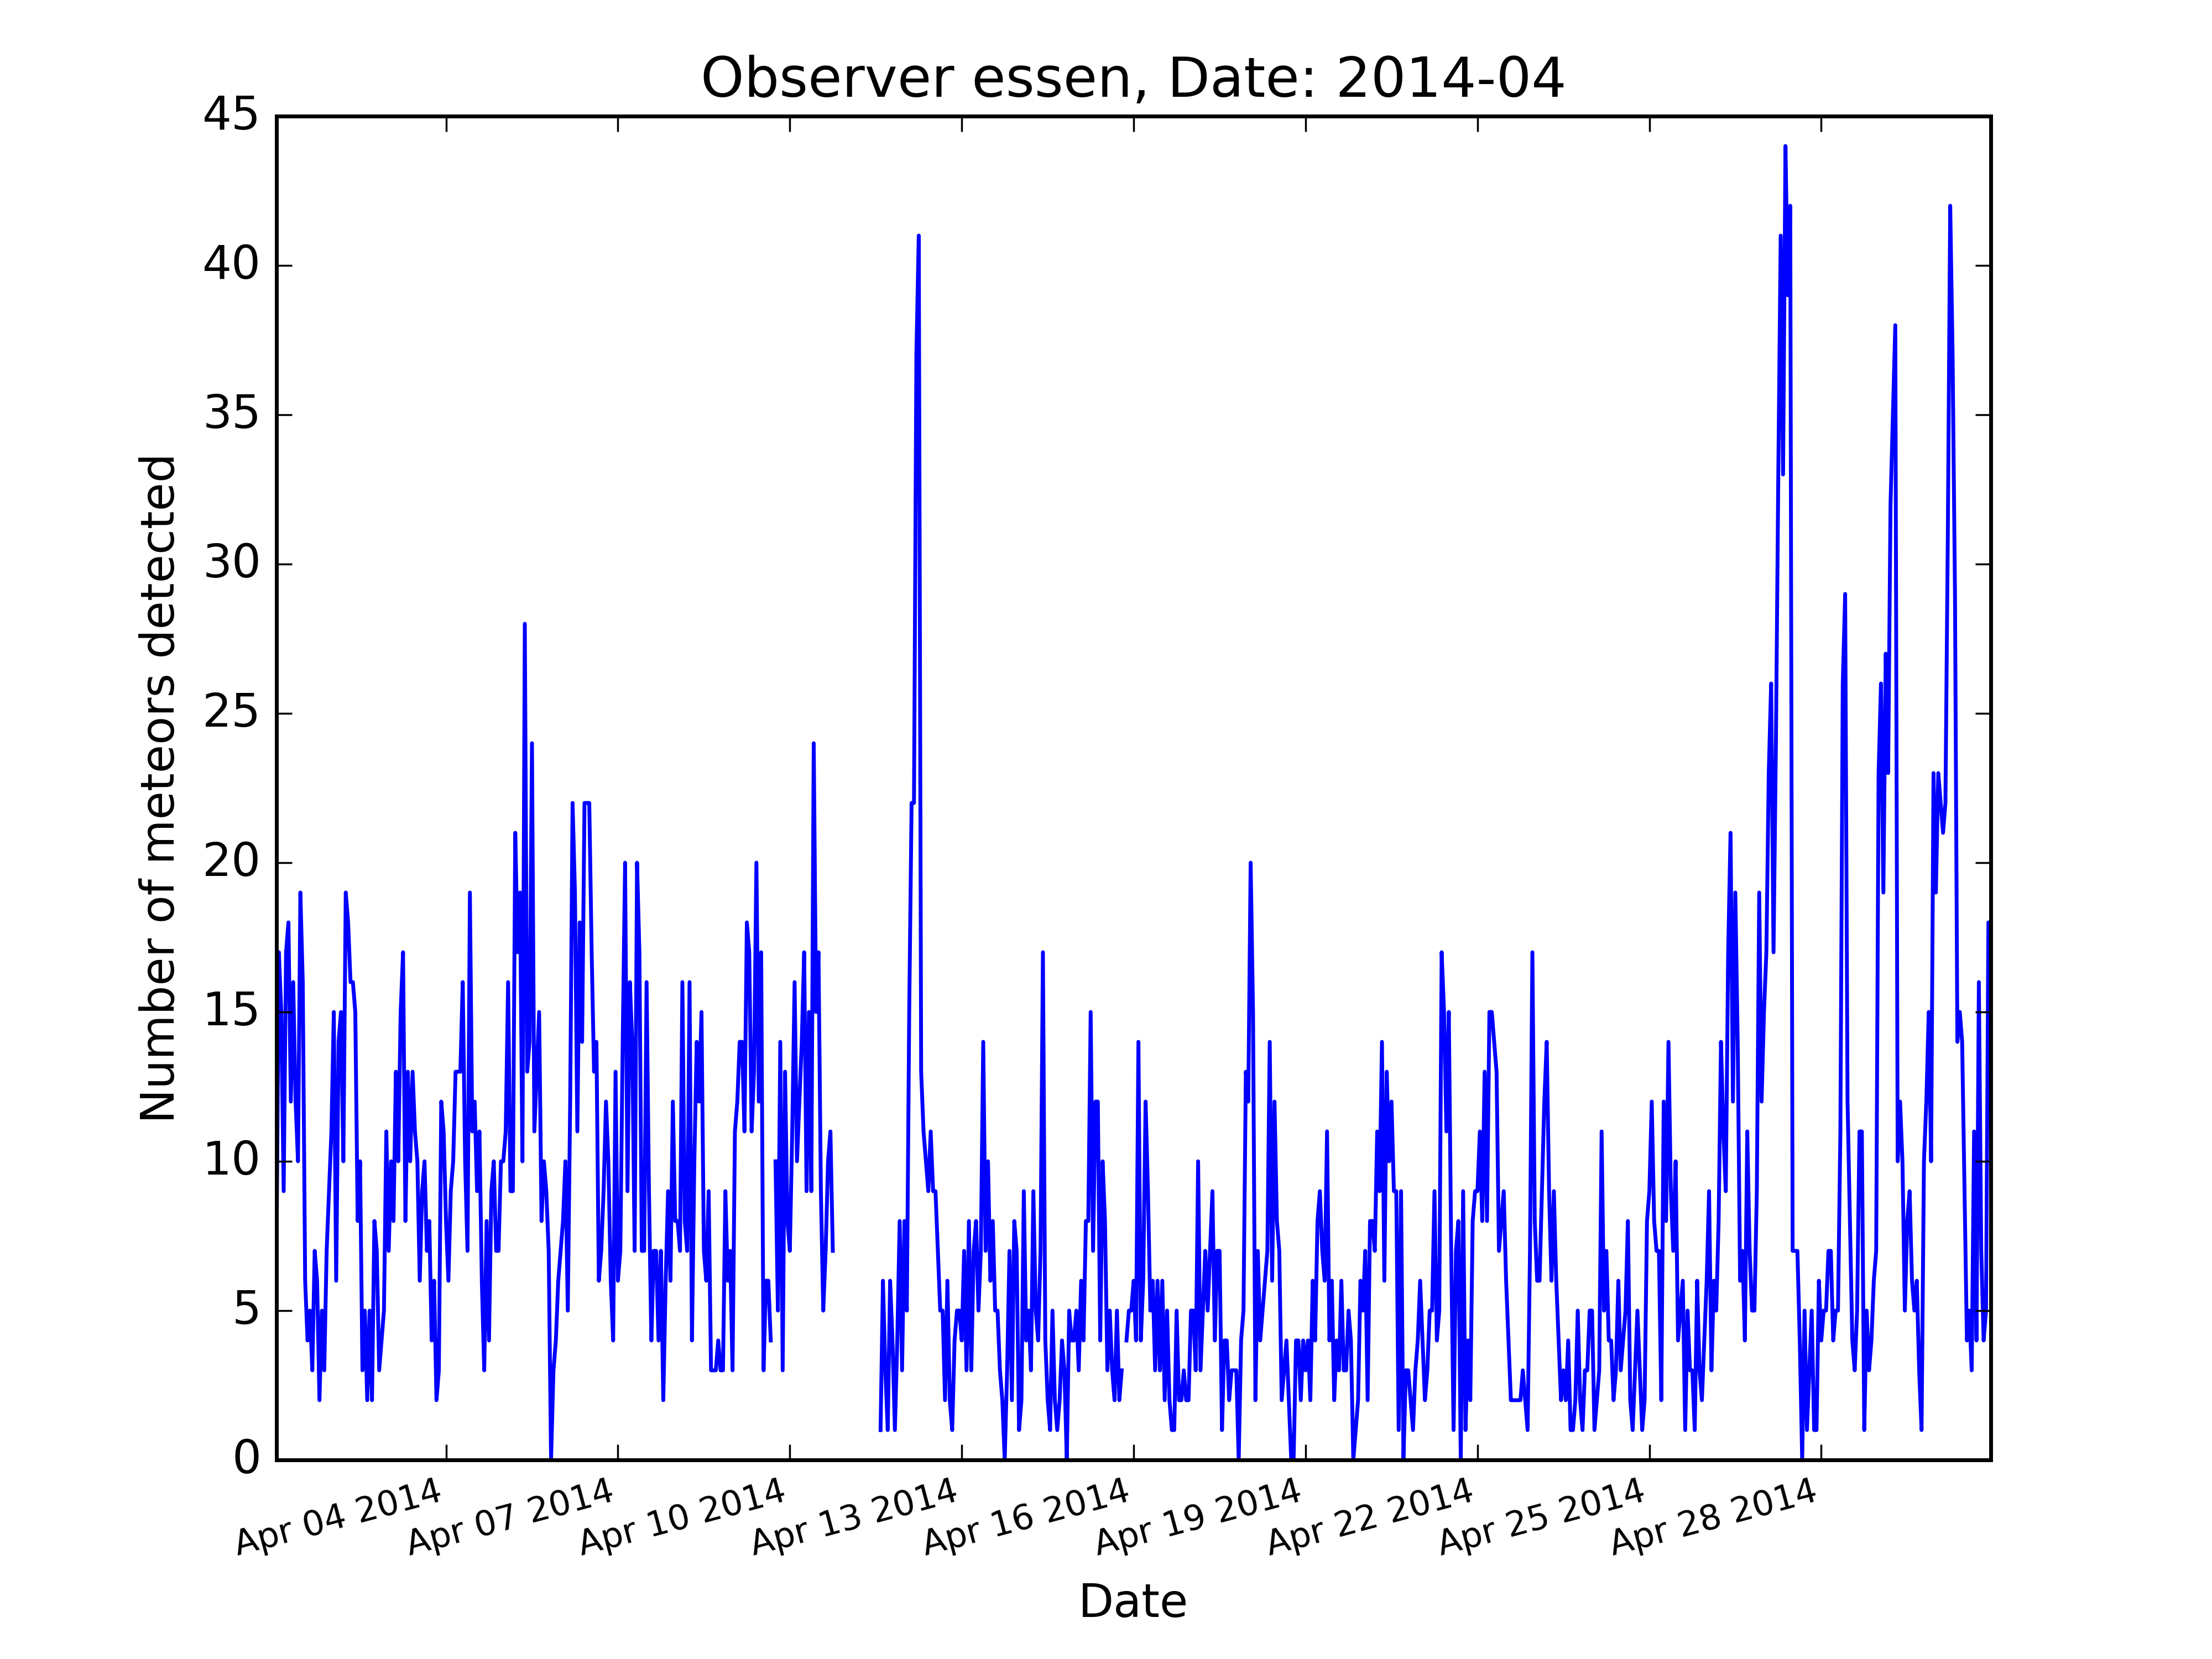 Observer essen, Date: 2014-04
45
40
35
30
25
20
15
10
5
0
Number of meteors detected
Apr 04 2014
Apr 07 2014
Apr 10 2014
Apr 13 2014
Apr 16 2014
Apr 19 2014
Apr 22 2014
Apr 25 2014
Apr 28 2014
Date